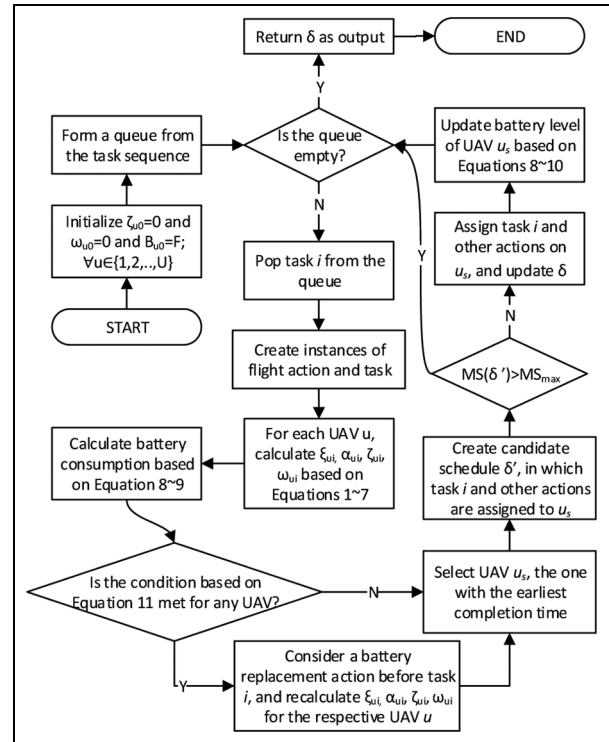 START
Initialize ζu0=0 and
ωu0=0 and Bu0=F;
∀u∈{1,2,..,U}
Form a queue from
the task sequence
Is the queue
empty?
Y
Return δ as output
END
N
Pop task i from the
queue
Create instances of
flight action and task
For each UAV u,
calculate ξui, αui, ζui,
ωui based on
Equations 1~7
Calculate battery
consumption based
on Equation 8~9
Is the condition based on
Equation 11 met for any UAV?
N
Y
Consider a battery
replacement action before task
i, and recalculate ξui, αui, ζui, ωui
for the respective UAV u
Select UAV us, the one
with the earliest
completion time
Create candidate
schedule δ’, in which
task i and other actions
are assigned to us
MS(δ’)>MSmax
Y
N
Assign task i and
other actions on
us, and update δ
Update battery level
of UAV us based on
Equations 8~10